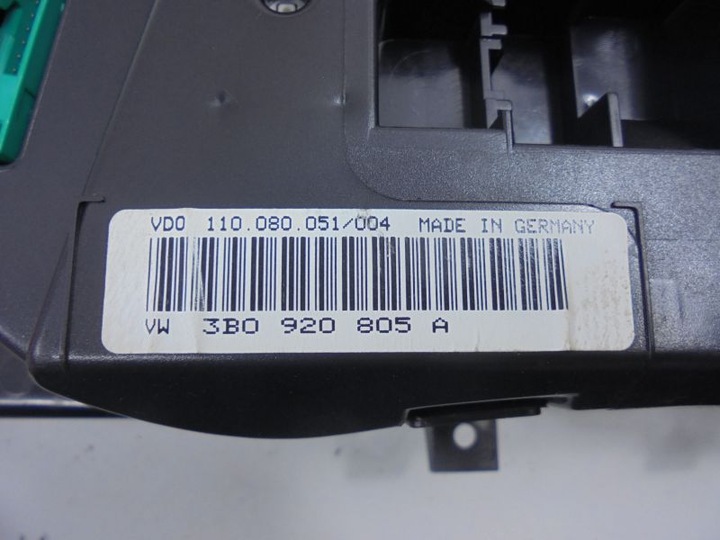 VDO 110.080.051/004 MADE IN GERMANY
VW 3B0 920 805 A